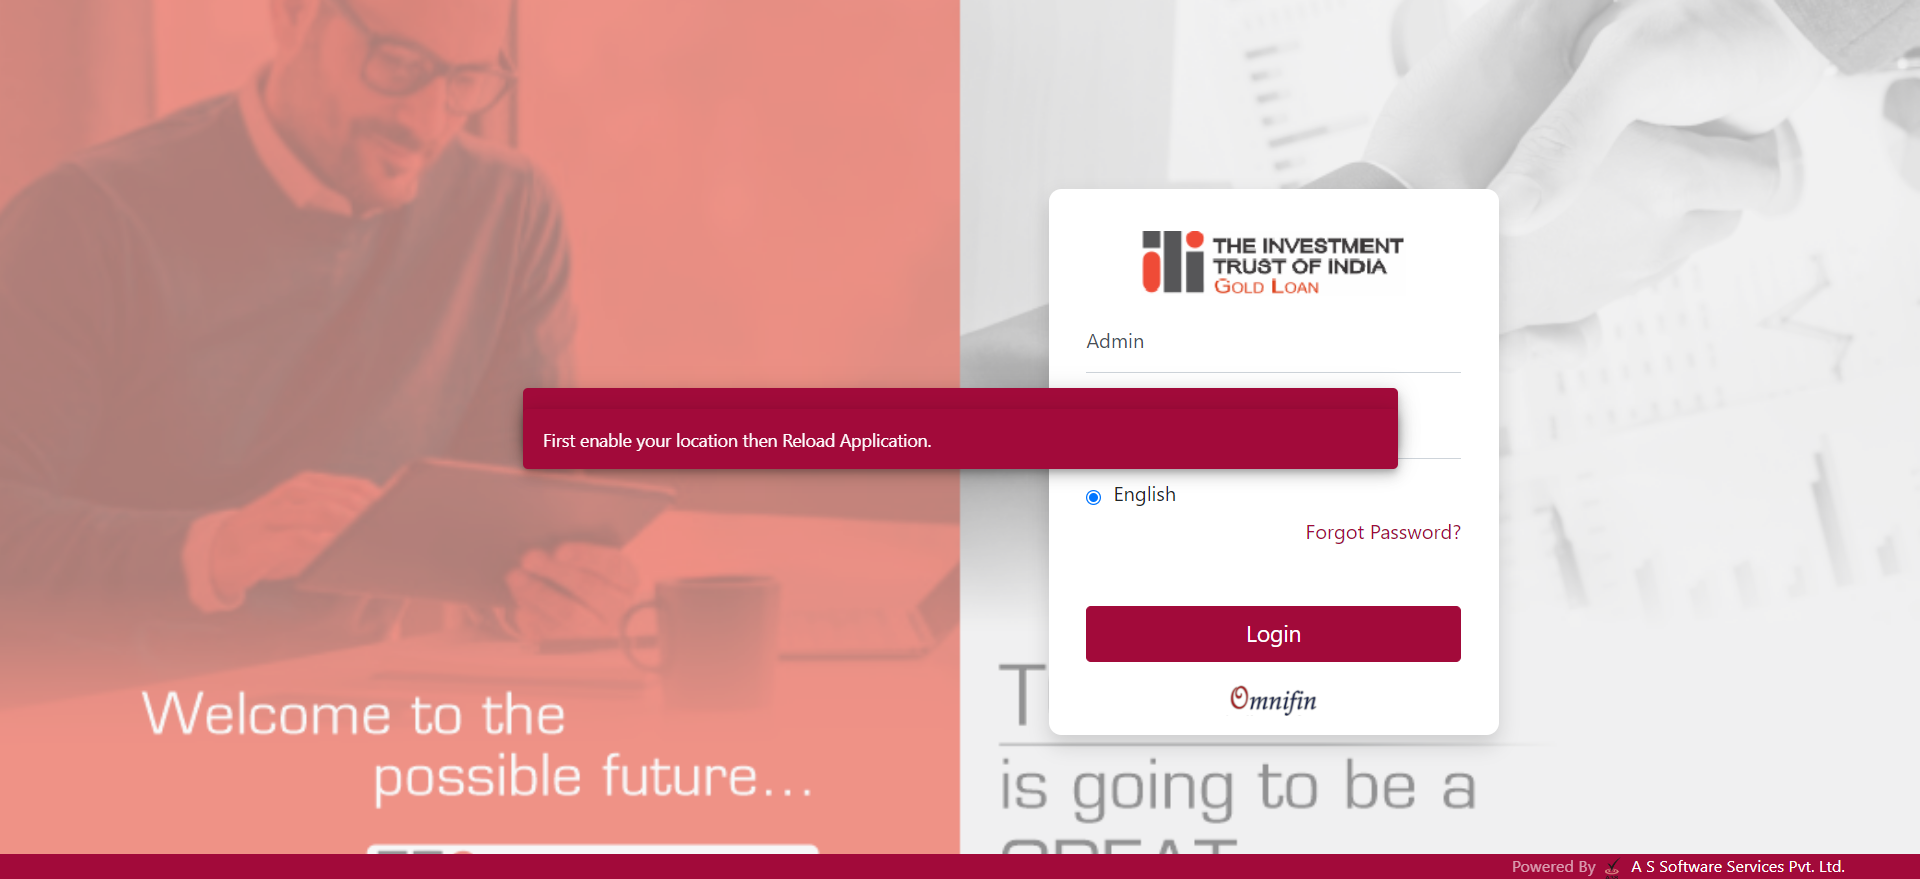 THE INVESTMENT
TRUST OF INDIA
GOLD LOAN
Admin
First enable your location then Reload Application.
English
Forgot Password?
Login
Omnifin
Welcome to the
possible future...
T
is going to be a
GREAT
Powered By A S Software Services Pvt. Ltd.